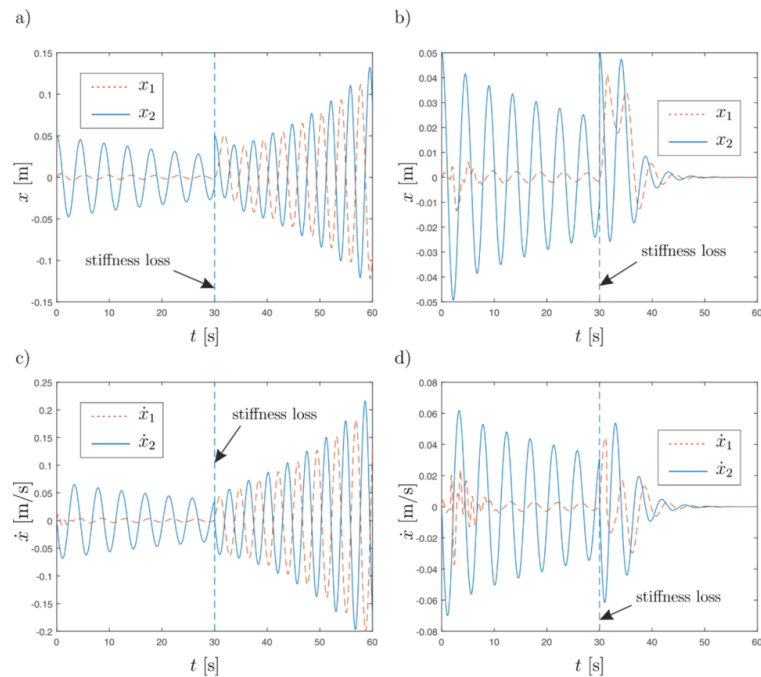 a)
0.15
0.1
0.05
0
-0.05
-0.1
-0.15
x [m]
x₁
x₂
stiffness loss
0 10 20 30 40 50 60
t [s]
b)
0.05
0.04
0.03
0.02
0.01
0
-0.01
-0.02
-0.03
-0.04
-0.05
x [m]
x₁
x₂
stiffness loss
0 10 20 30 40 50 60
t [s]
c)
0.25
0.2
0.15
0.1
0.05
0
-0.05
-0.1
-0.15
-0.2
ẋ [m/s]
ẋ₁
ẋ₂
stiffness loss
0 10 20 30 40 50 60
t [s]
d)
0.08
0.06
0.04
0.02
0
-0.02
-0.04
-0.06
-0.08
ẋ [m/s]
ẋ₁
ẋ₂
stiffness loss
0 10 20 30 40 50 60
t [s]